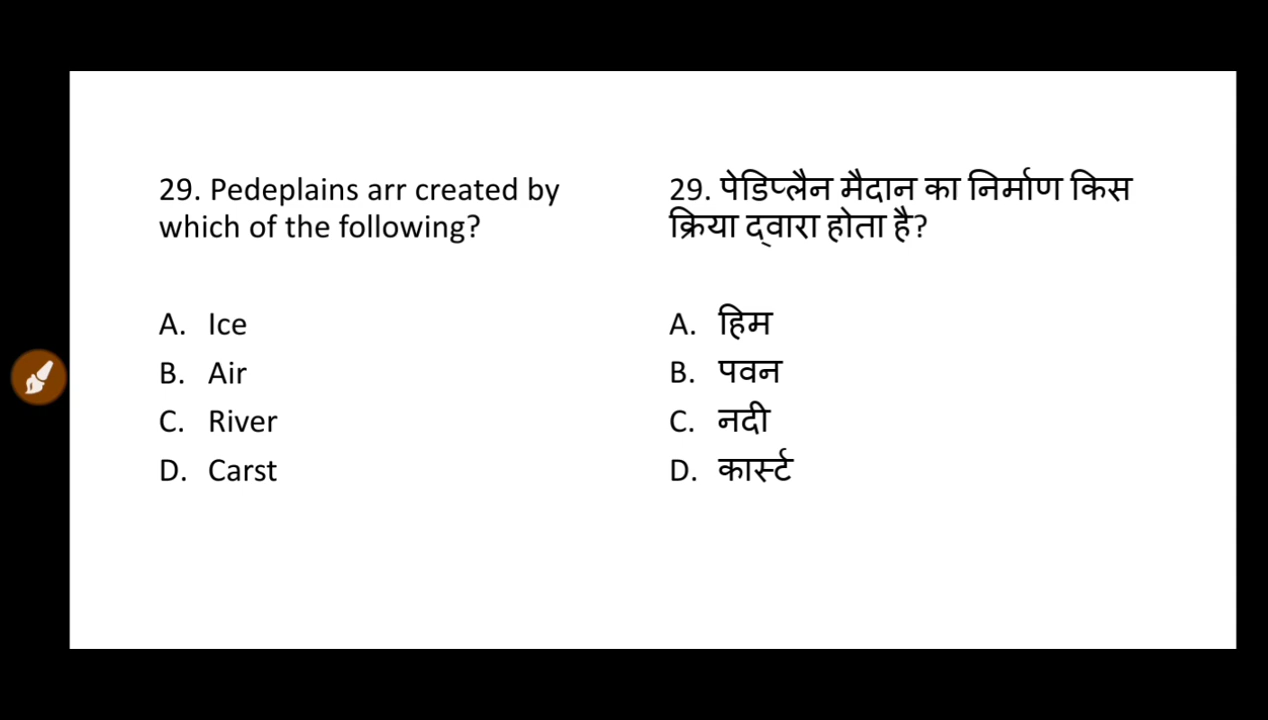 29. Pedeplains arr created by
which of the following?
A. Ice
B. Air
C. River
D. Carst
29. पेडिप्लैन मैदान का निर्माण किस
क्रिया द्वारा होता है?
A. हिम
B. पवन
C. नदी
D. कार्स्ट